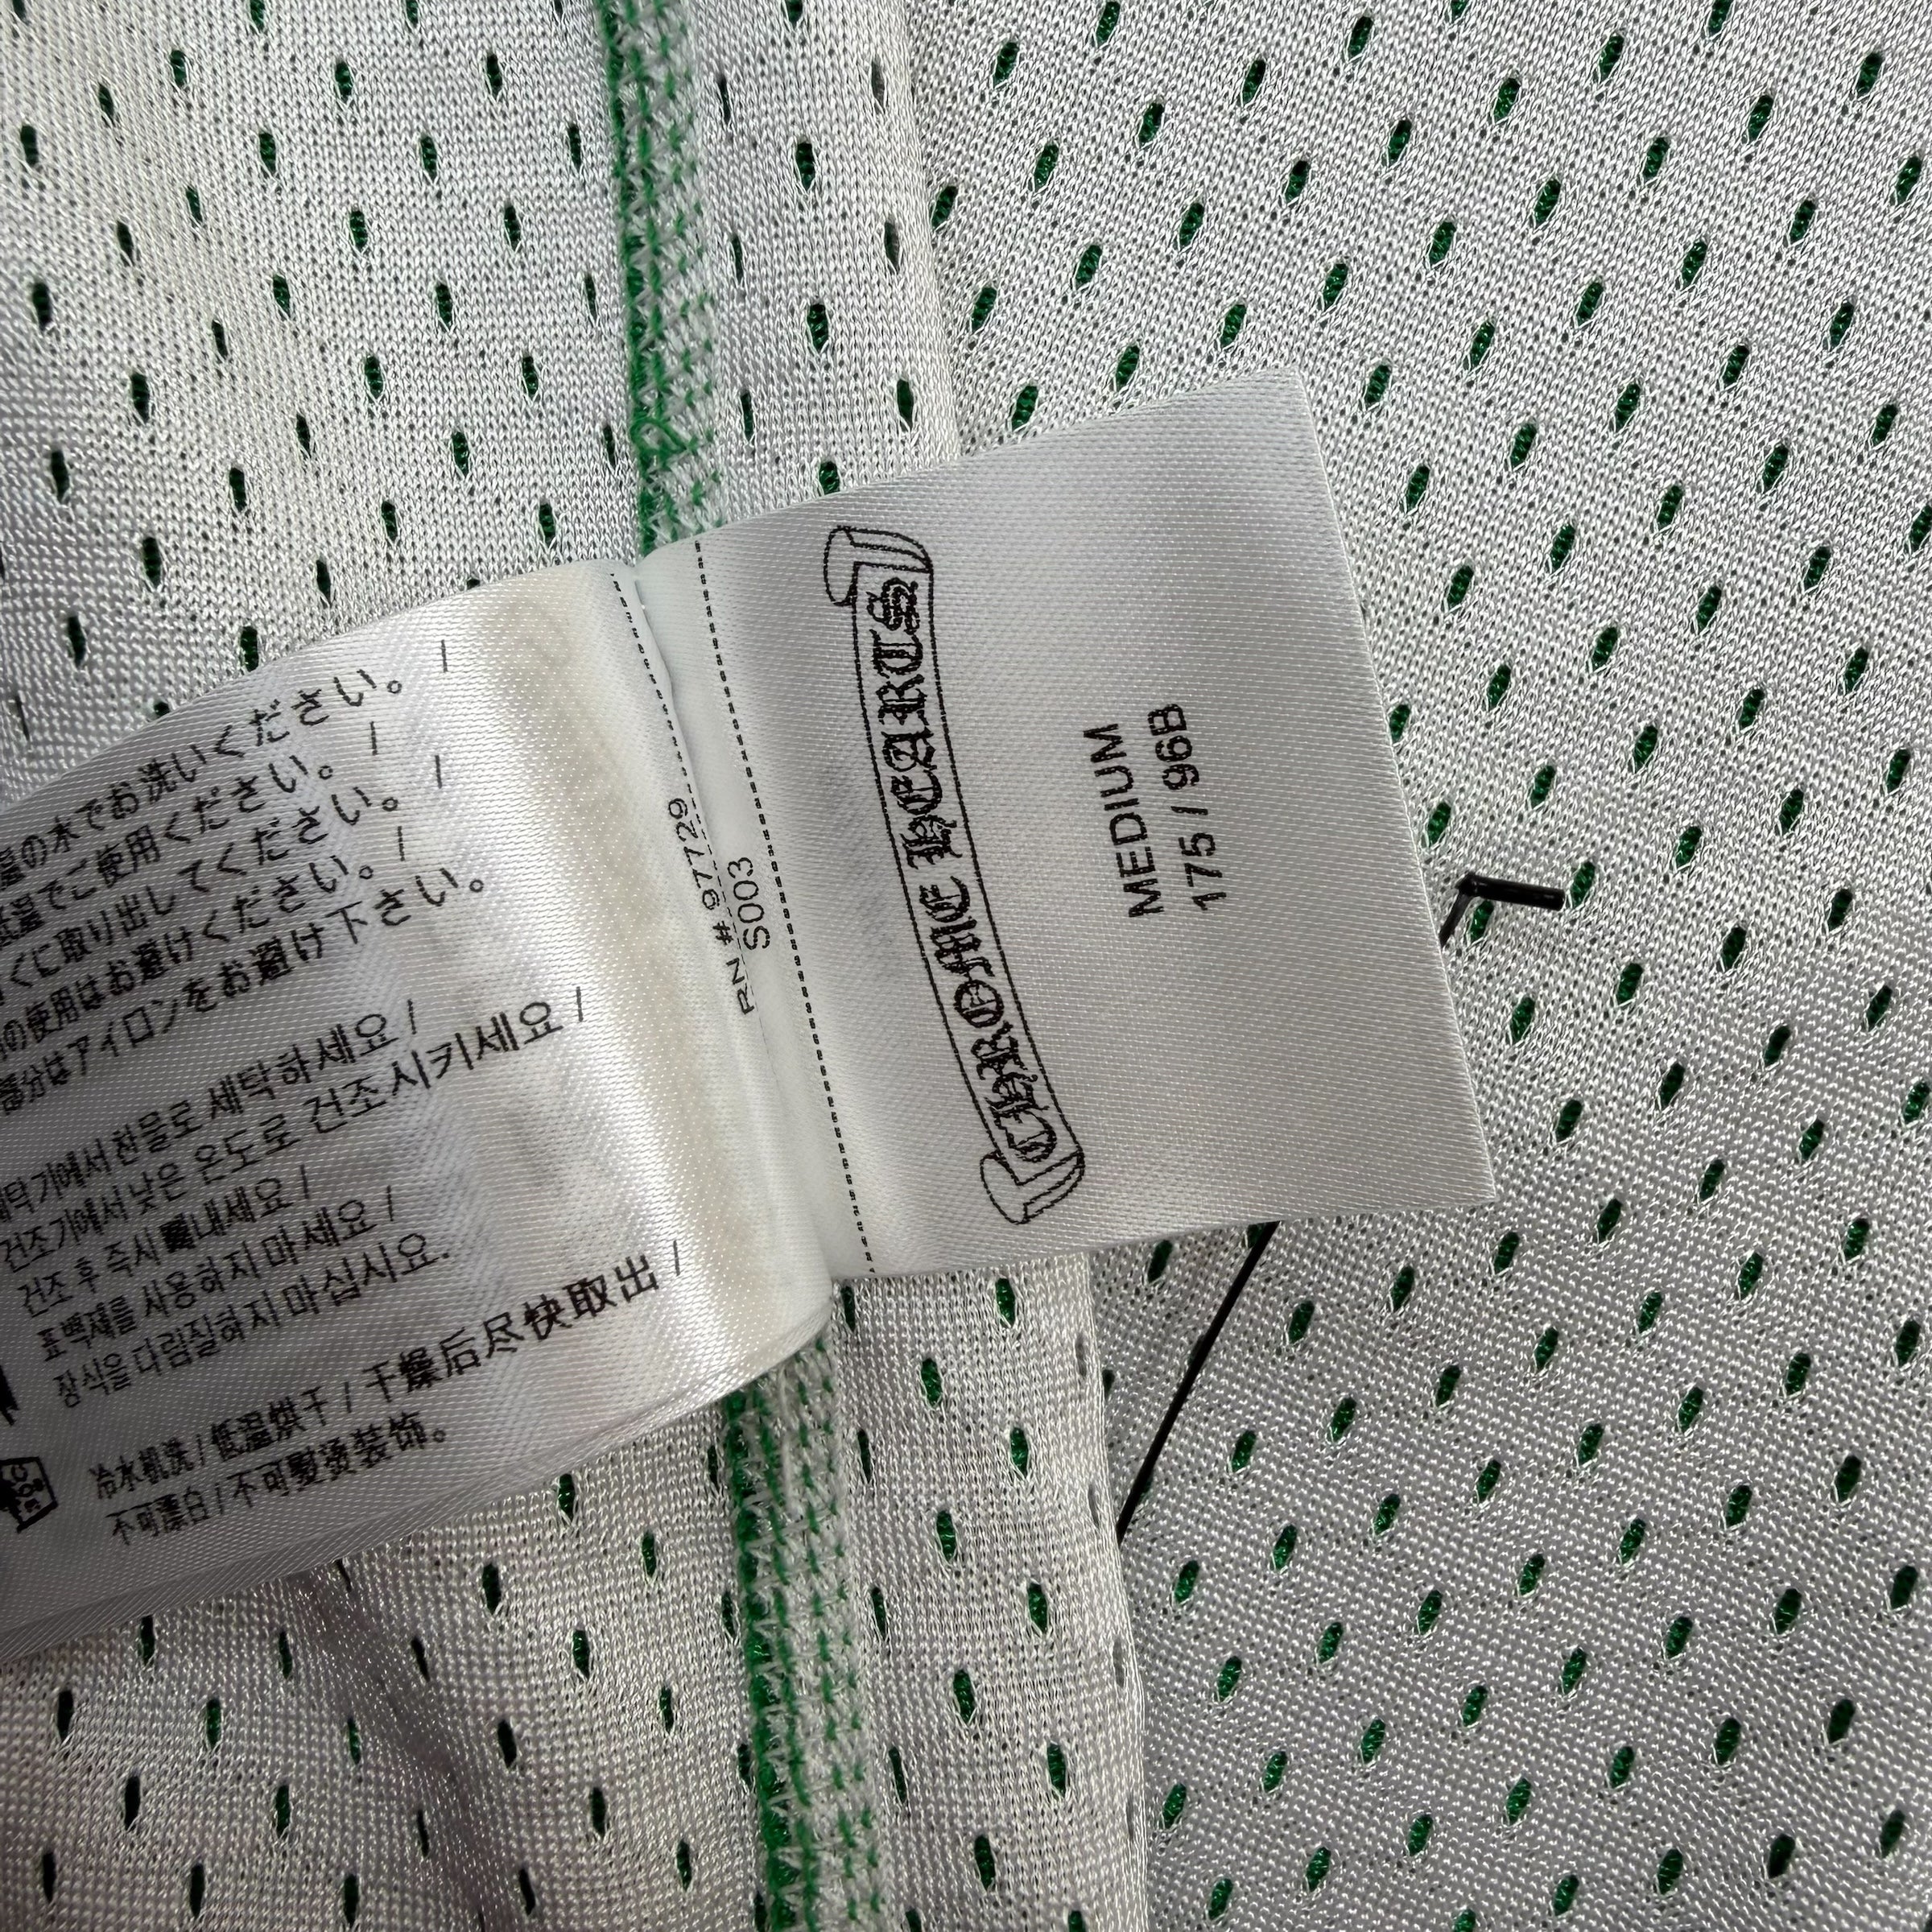 CHROME HEARTS
MEDIUM
175 / 96B
RN # 97729
S003
の水でお洗いください。 /
でご使用ください。 /
に取り出してください。 /
の使用はお避けください。 /
部分はアイロンをお避け下さい。
세탁기에서 찬물로 세탁하세요 /
건조기에서 낮은 온도로 건조시키세요 /
건조 후 즉시 빼내세요 /
표백제를 사용하지 마세요 /
장식을 다림질하지 마십시요.
冷水机洗 / 低温烘干 / 干燥后尽快取出 /
不可漂白 / 不可熨烫装饰。